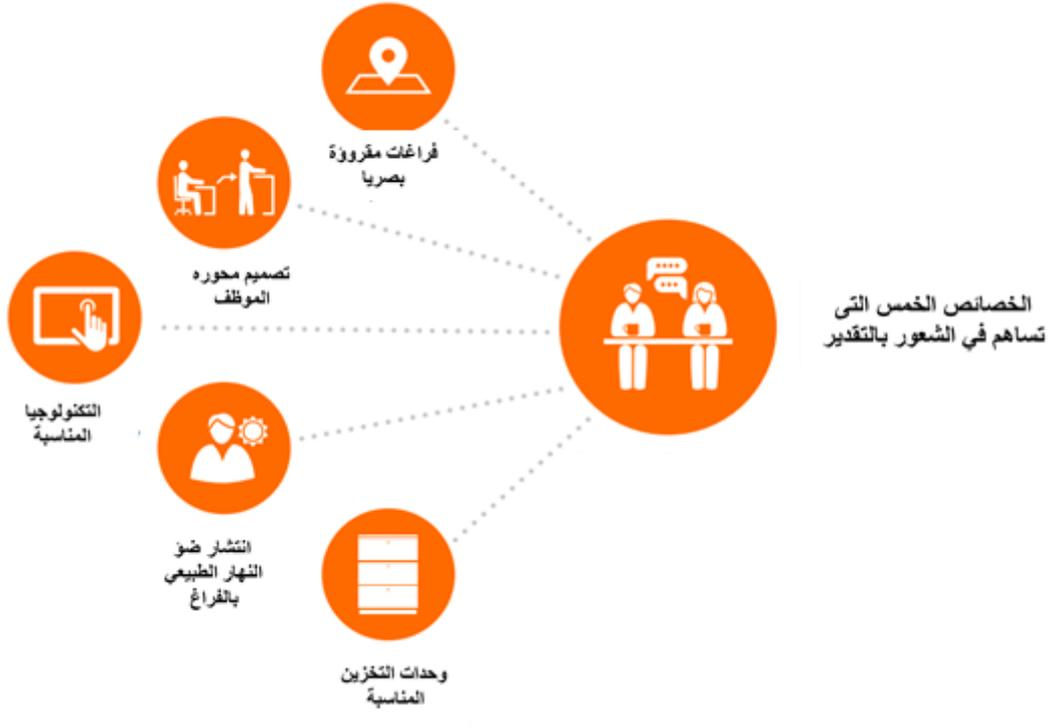 فراغات مقروؤة
بصريا
تصميم محوره
الموظف
الخصائص الخمس التى
تساهم في الشعور بالتقدير
التكنولوجيا
المناسبة
انتشار ضؤ
النهار الطبيعي
بالفراغ
وحدات التخزين
المناسبة